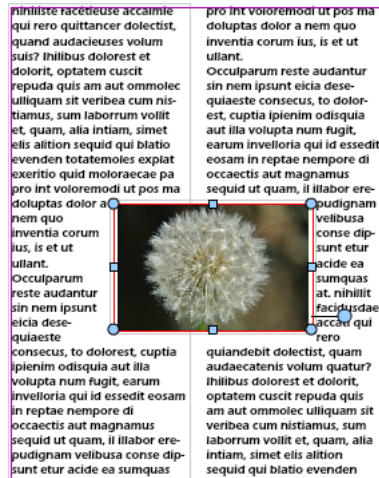 nihiliste racétieuse accaimie
qui rero quittancer dolectist,
quand audacieuses volum
suis? Ihilibus dolorest et
dolorit, optatem cuscit
repuda quis am aut ommolec
ulliquam sit veribea cum nis-
tiamus, sum laborrum vollit
et, quam, alia intiam, simet
elis alition sequid qui blatio
evenden totatemoles explat
exeritio quid moloraecae pa
pro int voloremodi ut pos ma
doluptas dolor a
nem quo
inventia corum
ius, is et ut
ullant.
Occulparum
reste audantur
sin nem ipsunt
eicia dese-
quiaeste
consecus, to dolorest, cuptia
ipienim odisquia aut illa
volupta num fugit, earum
invelloria qui id essedit eosam
in reptae nempore di
occaectis aut magnamus
sequid ut quam, il illabor ere-
pudignam velibusa conse dip-
sunt etur acide ea sumquas
pro int voloremodi ut pos ma
doluptas dolor a nem quo
inventia corum ius, is et ut
ullant.
Occulparum reste audantur
sin nem ipsunt eicia dese-
quiaeste consecus, to dolor-
est, cuptia ipienim odisquia
aut illa volupta num fugit,
earum invelloria qui id essedit
eosam in reptae nempore di
occaectis aut magnamus
sequid ut quam, il illabor ere-
pudignam
velibusa
conse dip-
sunt etur
acide ea
sumquas
at. nihillit
facidusdae
accati qui
rero
quiandebit dolectist, quam
audaecatenis volum quatur?
Ihilibus dolorest et dolorit,
optatem cuscit repuda quis
am aut ommolec ulliquam sit
veribea cum nistiamus, sum
laborrum vollit et, quam, alia
intiam, simet elis alition
sequid qui blatio evenden